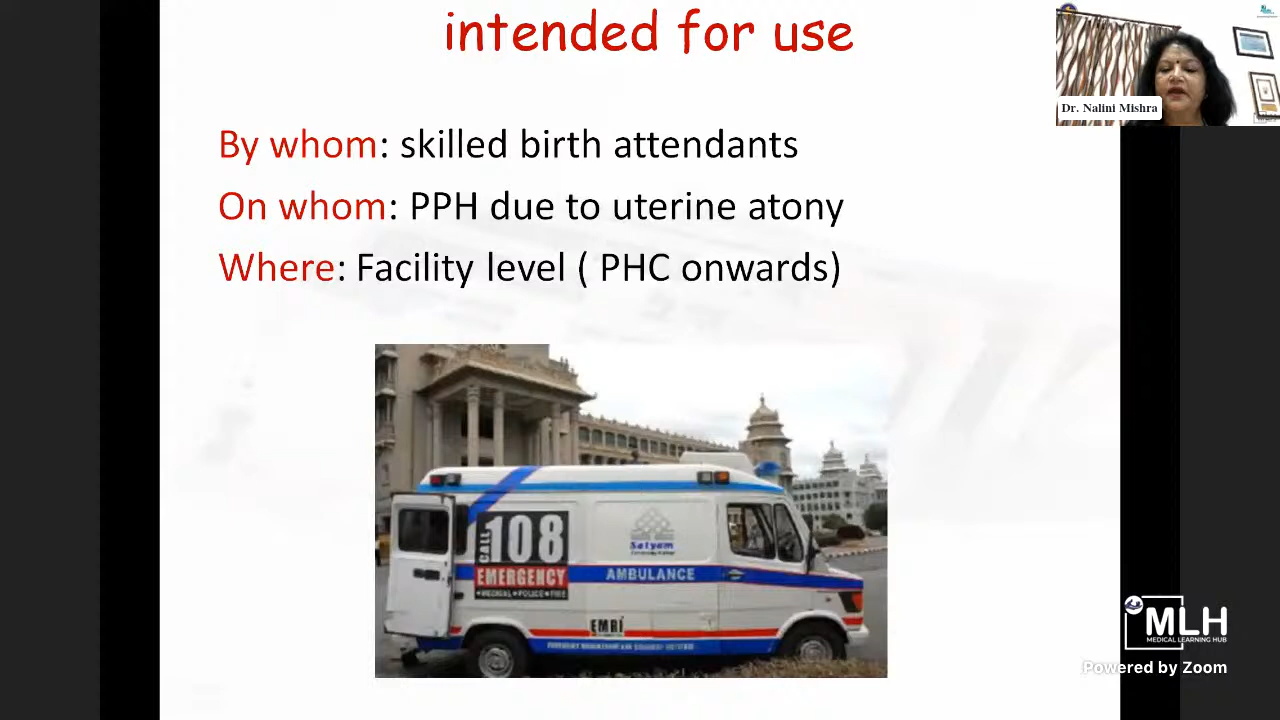 intended for use
Dr. Nalini Mishra
By whom: skilled birth attendants
On whom: PPH due to uterine atony
Where: Facility level ( PHC onwards)
CALL 108
EMERGENCY
•MEDICAL •POLICE •FIRE
Satyam
AMBULANCE
EMRI
MLH
MEDICAL LEARNING HUB
Powered by Zoom